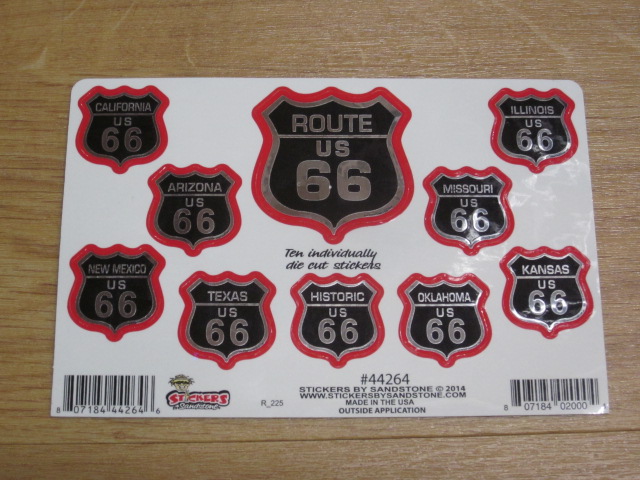 CALIFORNIA
US
66
ROUTE
US
66
ILLINOIS
US
66
ARIZONA
US
66
MISSOURI
US
66
Ten individually
die cut stickers
NEW MEXICO
US
66
TEXAS
US
66
HISTORIC
US
66
OKLAHOMA
US
66
KANSAS
US
66
8 07184 44264 6
STICKERS
by Sandstone
R_225
#44264
STICKERS BY SANDSTONE © 2014
WWW.STICKERSBYSANDSTONE.COM
MADE IN THE USA
OUTSIDE APPLICATION
8 07184 02000 1